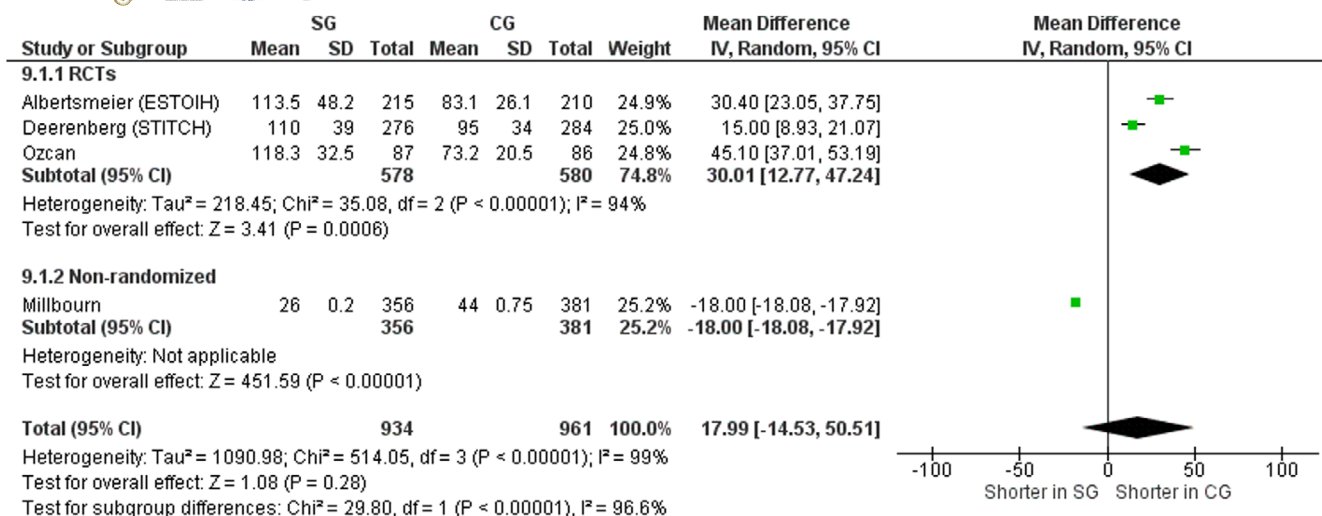 SG CG Mean Difference Mean Difference
Study or Subgroup Mean SD Total Mean SD Total Weight IV, Random, 95% CI IV, Random, 95% CI
9.1.1 RCTs
Albertsmeier (ESTOIH) 113.5 48.2 215 83.1 26.1 210 24.9% 30.40 [23.05, 37.75]
Deerenberg (STITCH) 110 39 276 95 34 284 25.0% 15.00 [8.93, 21.07]
Ozcan 118.3 32.5 87 73.2 20.5 86 24.8% 45.10 [37.01, 53.19]
Subtotal (95% CI) 578 580 74.8% 30.01 [12.77, 47.24]
Heterogeneity: Tau² = 218.45; Chi² = 35.08, df = 2 (P < 0.00001); I² = 94%
Test for overall effect: Z = 3.41 (P = 0.0006)
9.1.2 Non-randomized
Millbourn 26 0.2 356 44 0.75 381 25.2% -18.00 [-18.08, -17.92]
Subtotal (95% CI) 356 381 25.2% -18.00 [-18.08, -17.92]
Heterogeneity: Not applicable
Test for overall effect: Z = 451.59 (P < 0.00001)
Total (95% CI) 934 961 100.0% 17.99 [-14.53, 50.51]
Heterogeneity: Tau² = 1090.98; Chi² = 514.05, df = 3 (P < 0.00001); I² = 99%
Test for overall effect: Z = 1.08 (P = 0.28)
Test for subgroup differences: Chi² = 29.80, df = 1 (P < 0.00001), I² = 96.6%
-100 -50 0 50 100
Shorter in SG Shorter in CG